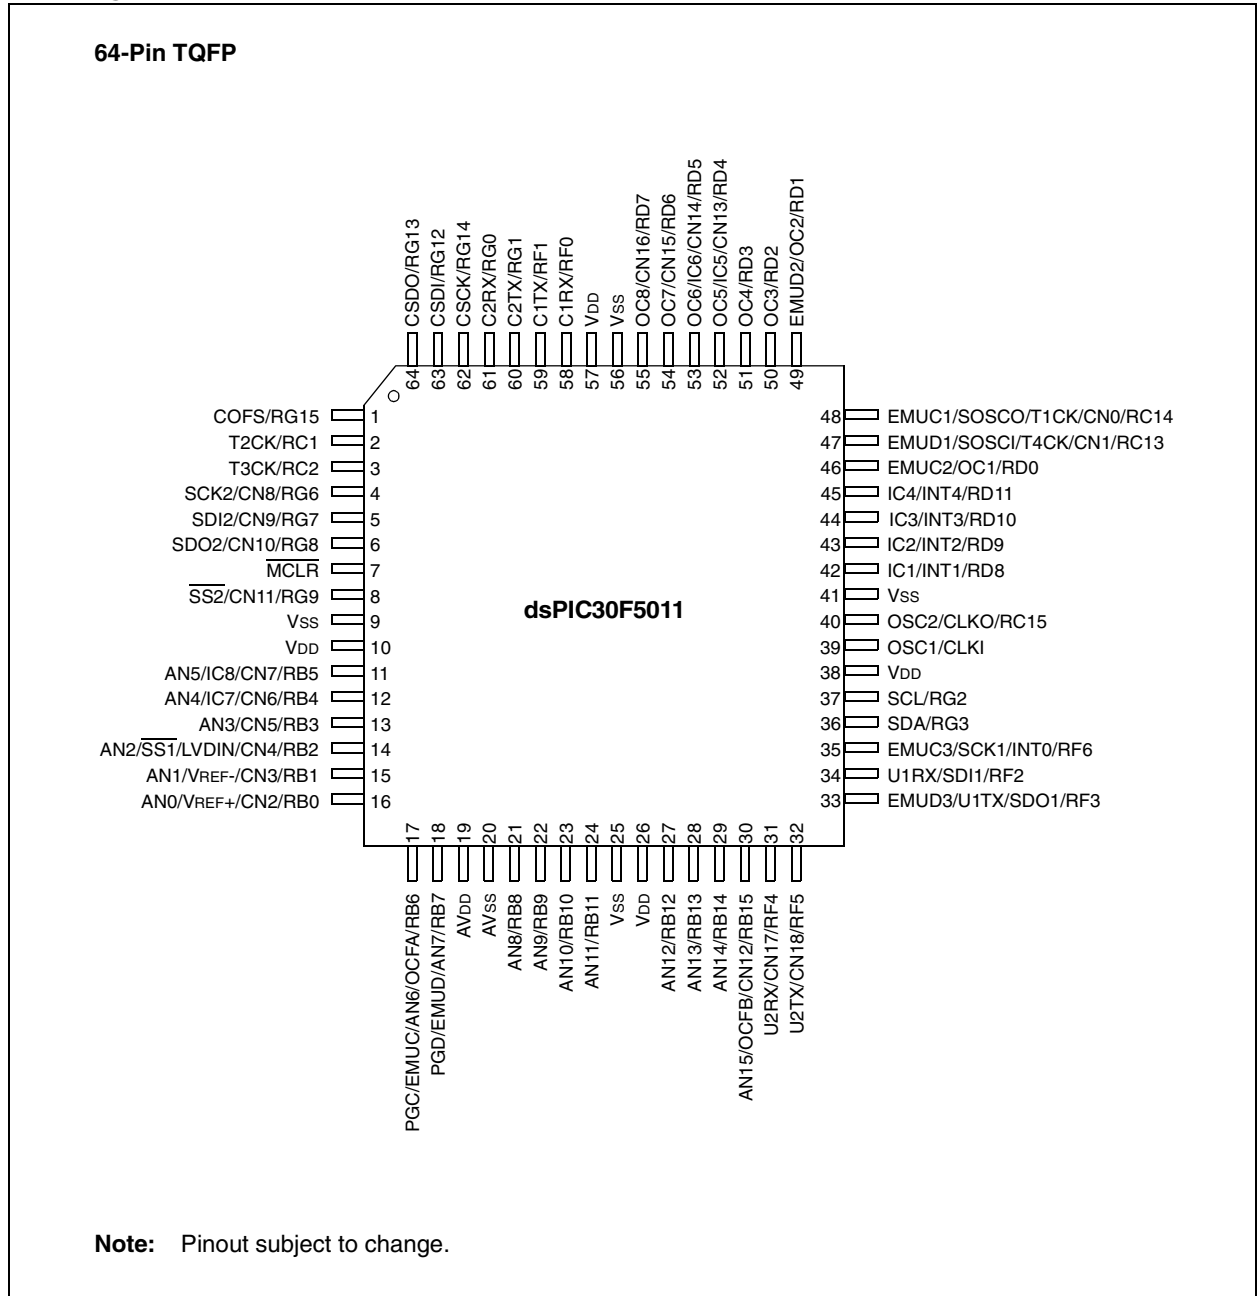 64-Pin TQFP
CSDO/RG13
CSDI/RG12
CSCK/RG14
C2RX/RG0
C2TX/RG1
C1TX/RF1
C1RX/RF0
VDD
VSS
OC8/CN16/RD7
OC7/CN15/RD6
OC6/IC6/CN14/RD5
OC5/IC5/CN13/RD4
OC4/RD3
OC3/RD2
EMUD2/OC2/RD1
64
63
62
61
60
59
58
57
56
55
54
53
52
51
50
49
COFS/RG15 1
T2CK/RC1 2
T3CK/RC2 3
SCK2/CN8/RG6 4
SDI2/CN9/RG7 5
SDO2/CN10/RG8 6
MCLR 7
SS2/CN11/RG9 8
VSS 9
VDD 10
AN5/IC8/CN7/RB5 11
AN4/IC7/CN6/RB4 12
AN3/CN5/RB3 13
AN2/SS1/LVDIN/CN4/RB2 14
AN1/VREF-/CN3/RB1 15
AN0/VREF+/CN2/RB0 16
dsPIC30F5011
48 EMUC1/SOSCO/T1CK/CN0/RC14
47 EMUD1/SOSCI/T4CK/CN1/RC13
46 EMUC2/OC1/RD0
45 IC4/INT4/RD11
44 IC3/INT3/RD10
43 IC2/INT2/RD9
42 IC1/INT1/RD8
41 VSS
40 OSC2/CLKO/RC15
39 OSC1/CLKI
38 VDD
37 SCL/RG2
36 SDA/RG3
35 EMUC3/SCK1/INT0/RF6
34 U1RX/SDI1/RF2
33 EMUD3/U1TX/SDO1/RF3
17
18
19
20
21
22
23
24
25
26
27
28
29
30
31
32
PGC/EMUC/AN6/OCFA/RB6
PGD/EMUD/AN7/RB7
AVDD
AVSS
AN8/RB8
AN9/RB9
AN10/RB10
AN11/RB11
VSS
VDD
AN12/RB12
AN13/RB13
AN14/RB14
AN15/OCFB/CN12/RB15
U2RX/CN17/RF4
U2TX/CN18/RF5
Note: Pinout subject to change.